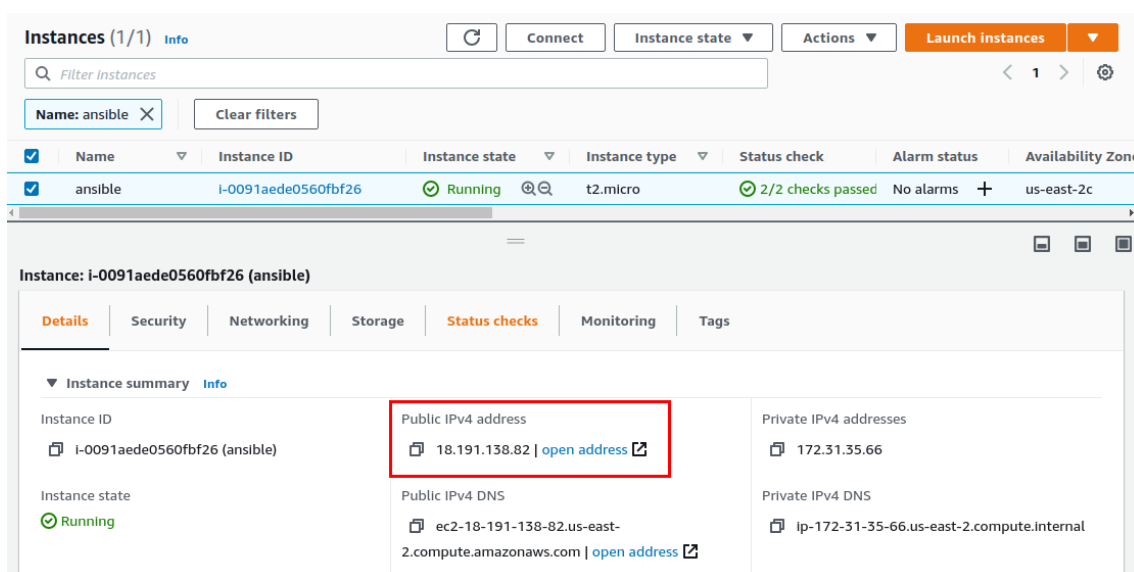 Instances (1/1) Info Connect Instance state Actions Launch instances
Filter instances 1
Name: ansible Clear filters
Name Instance ID Instance state Instance type Status check Alarm status Availability Zone
ansible i-0091aede0560fbf26 Running t2.micro 2/2 checks passed No alarms + us-east-2c
Instance: i-0091aede0560fbf26 (ansible)
Details Security Networking Storage Status checks Monitoring Tags
Instance summary Info
Instance ID Public IPv4 address Private IPv4 addresses
i-0091aede0560fbf26 (ansible) 18.191.138.82 | open address 172.31.35.66
Instance state Public IPv4 DNS Private IPv4 DNS
Running ec2-18-191-138-82.us-east- ip-172-31-35-66.us-east-2.compute.internal
2.compute.amazonaws.com | open address